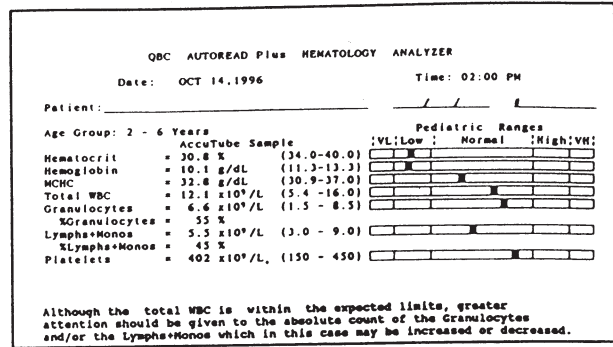 QBC AUTOREAD Plus HEMATOLOGY ANALYZER
Date: OCT 14,1996 Time: 02:00 PM
Patient:
Age Group: 2 - 6 Years Pediatric Ranges
AccuTube Sample VL Low Normal High VH
Hematocrit = 30.8 % (34.0-40.0)
Hemoglobin = 10.1 g/dL (11.3-13.3)
MCHC = 32.8 g/dL (30.9-37.0)
Total WBC = 12.1 x10⁹/L (5.4 -16.0)
Granulocytes = 6.6 x10⁹/L (1.5 - 8.5)
%Granulocytes = 55 %
Lymphs+Monos = 5.5 x10⁹/L (3.0 - 9.0)
%Lymphs+Monos = 45 %
Platelets = 402 x10⁹/L, (150 - 450)
Although the total WBC is within the expected limits, greater
attention should be given to the absolute count of the Granulocytes
and/or the Lymphs+Monos which in this case may be increased or decreased.